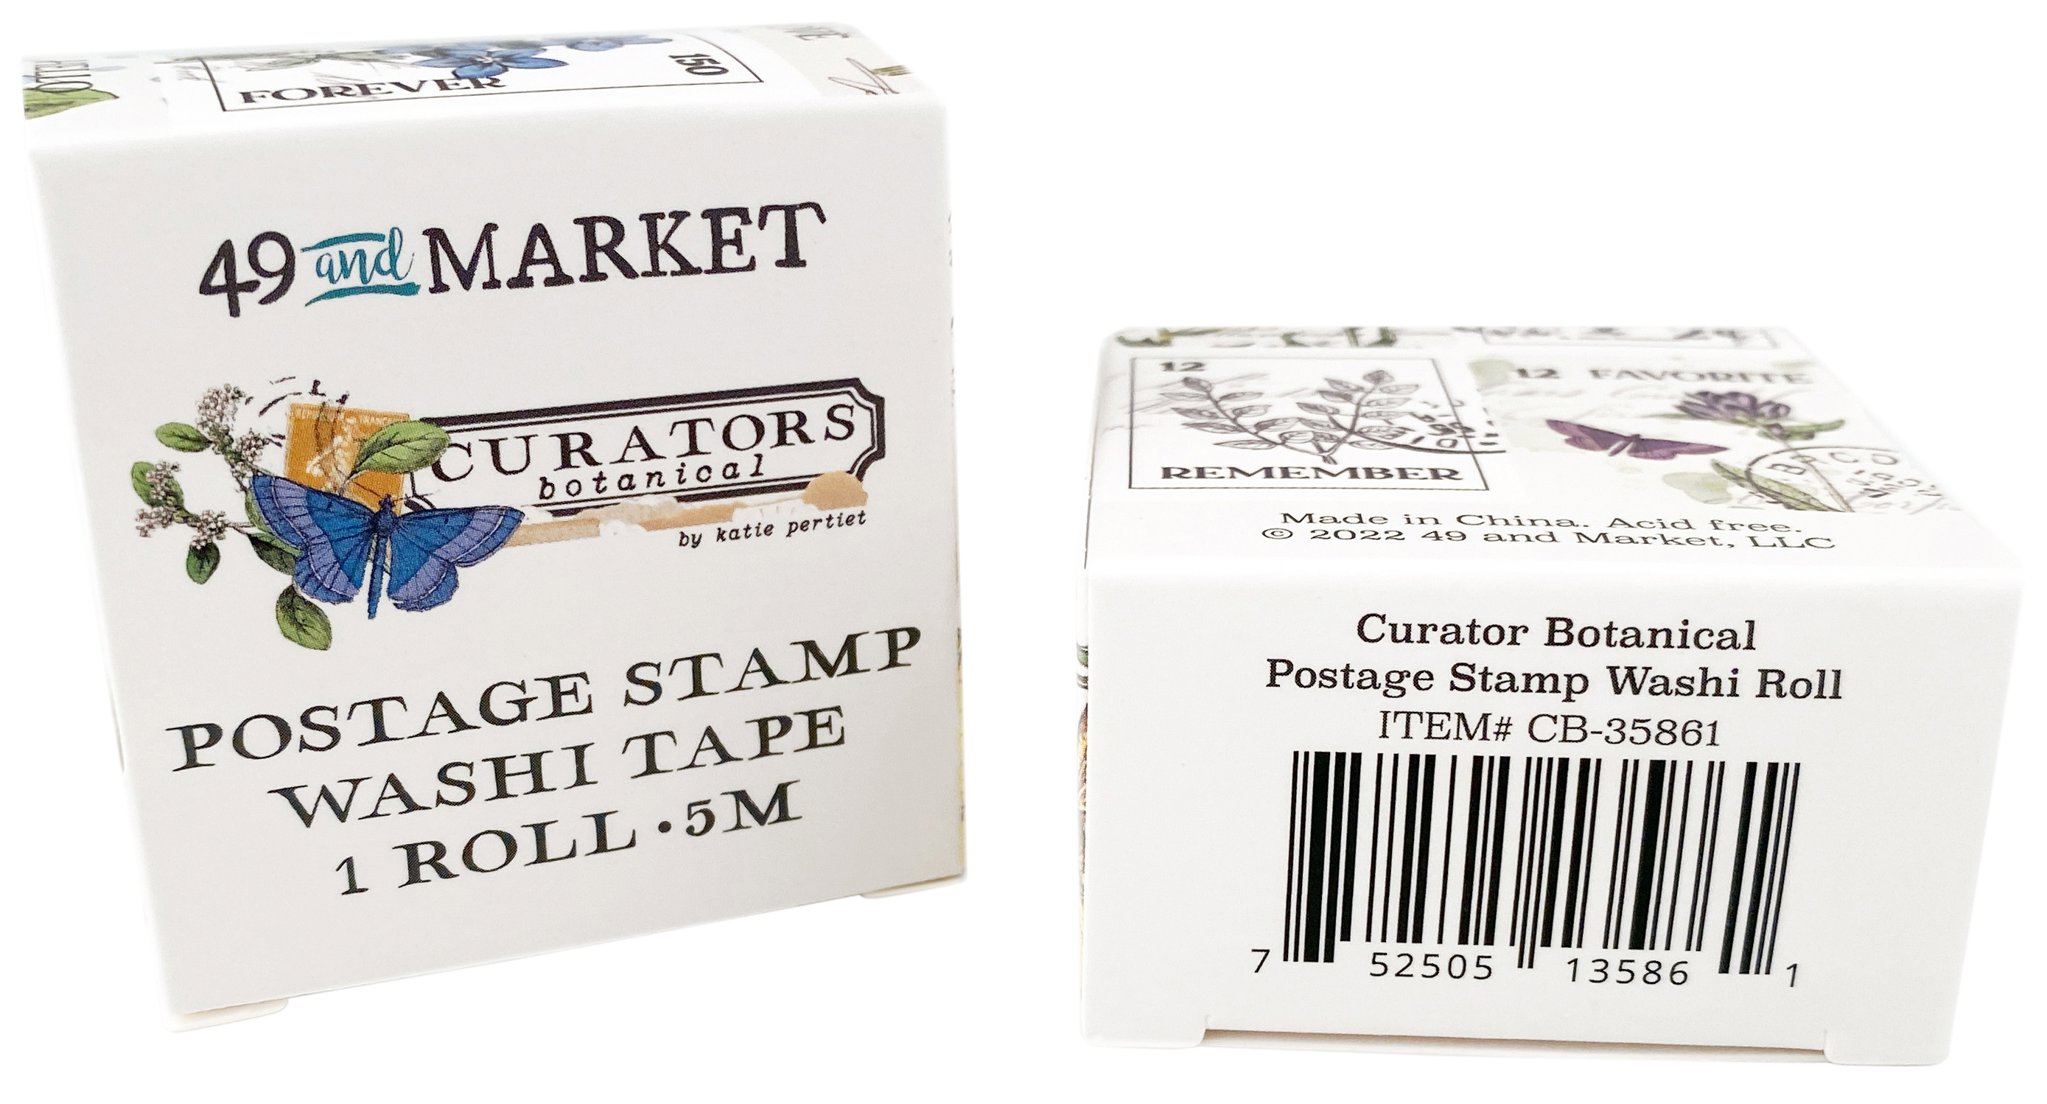 FOREVER
150
49 and MARKET
CURATORS
botanical
by katie pertiet
POSTAGE STAMP
WASHI TAPE
1 ROLL • 5M
12
REMEMBER
12 FAVORITE
Made in China. Acid free.
© 2022 49 and Market, LLC
Curator Botanical
Postage Stamp Washi Roll
ITEM# CB-35861
7 52505 13586 1